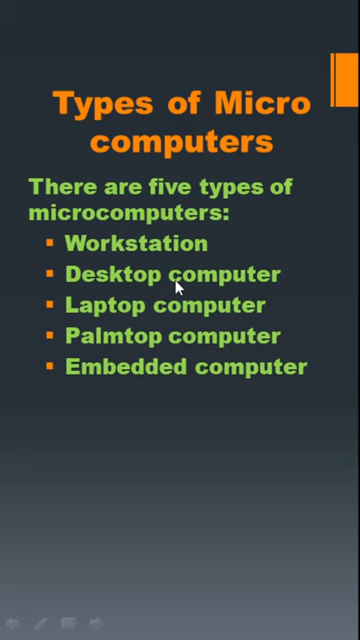 Types of Micro
computers
There are five types of
microcomputers:
Workstation
Desktop computer
Laptop computer
Palmtop computer
Embedded computer